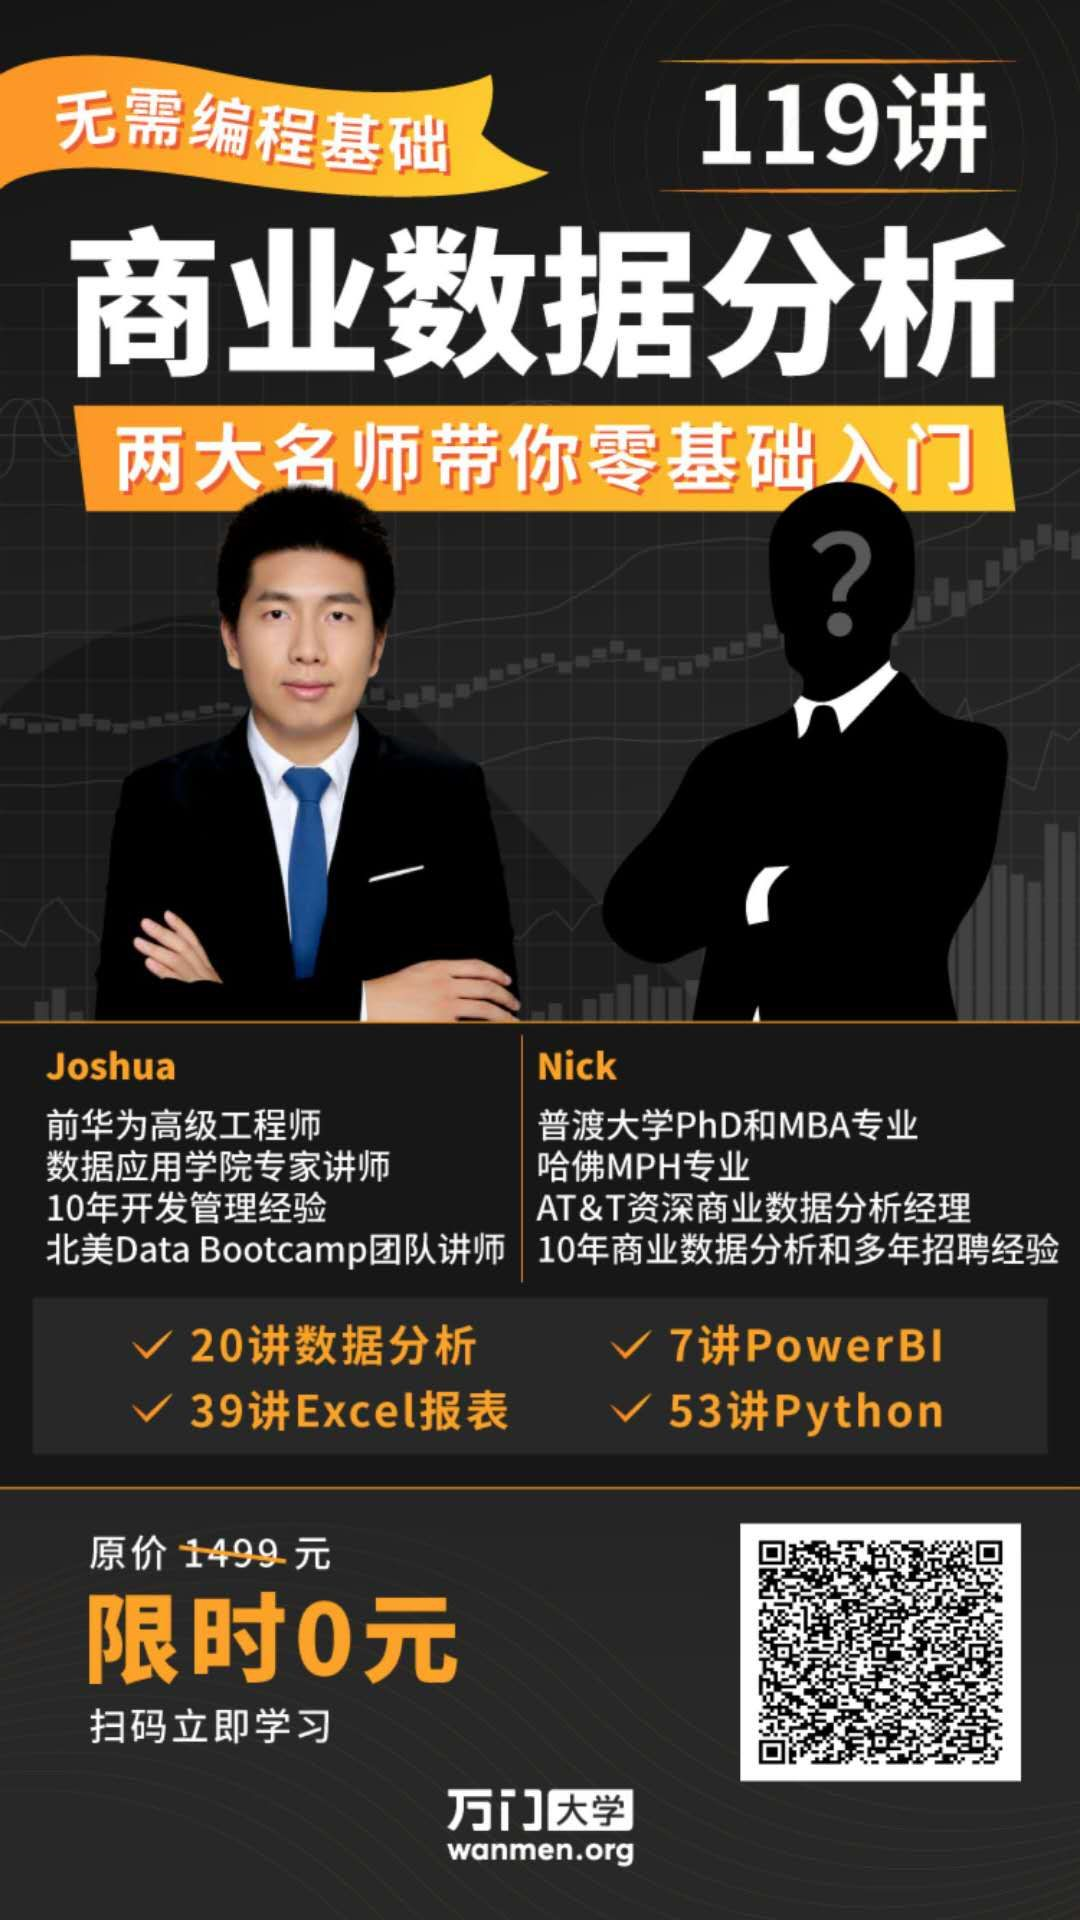 无需编程基础
119讲
商业数据分析
两大名师带你零基础入门
?
Joshua
前华为高级工程师
数据应用学院专家讲师
10年开发管理经验
北美Data Bootcamp团队讲师
Nick
普渡大学PhD和MBA专业
哈佛MPH专业
AT&T资深商业数据分析经理
10年商业数据分析和多年招聘经验
20讲数据分析
7讲PowerBI
39讲Excel报表
53讲Python
原价 1499 元
限时0元
扫码立即学习
万门大学
wanmen.org